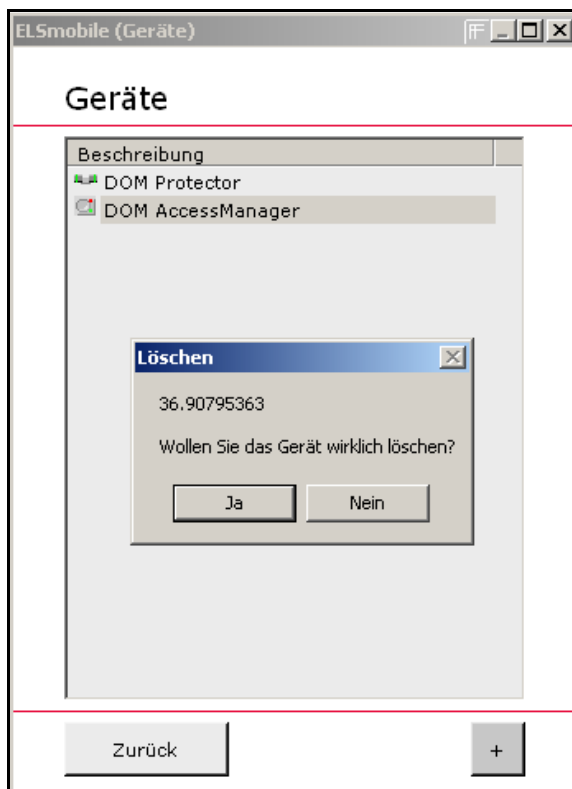 ELSmobile (Geräte)
Geräte
Beschreibung
DOM Protector
DOM AccessManager
Löschen
36.90795363
Wollen Sie das Gerät wirklich löschen?
Ja
Nein
Zurück
+